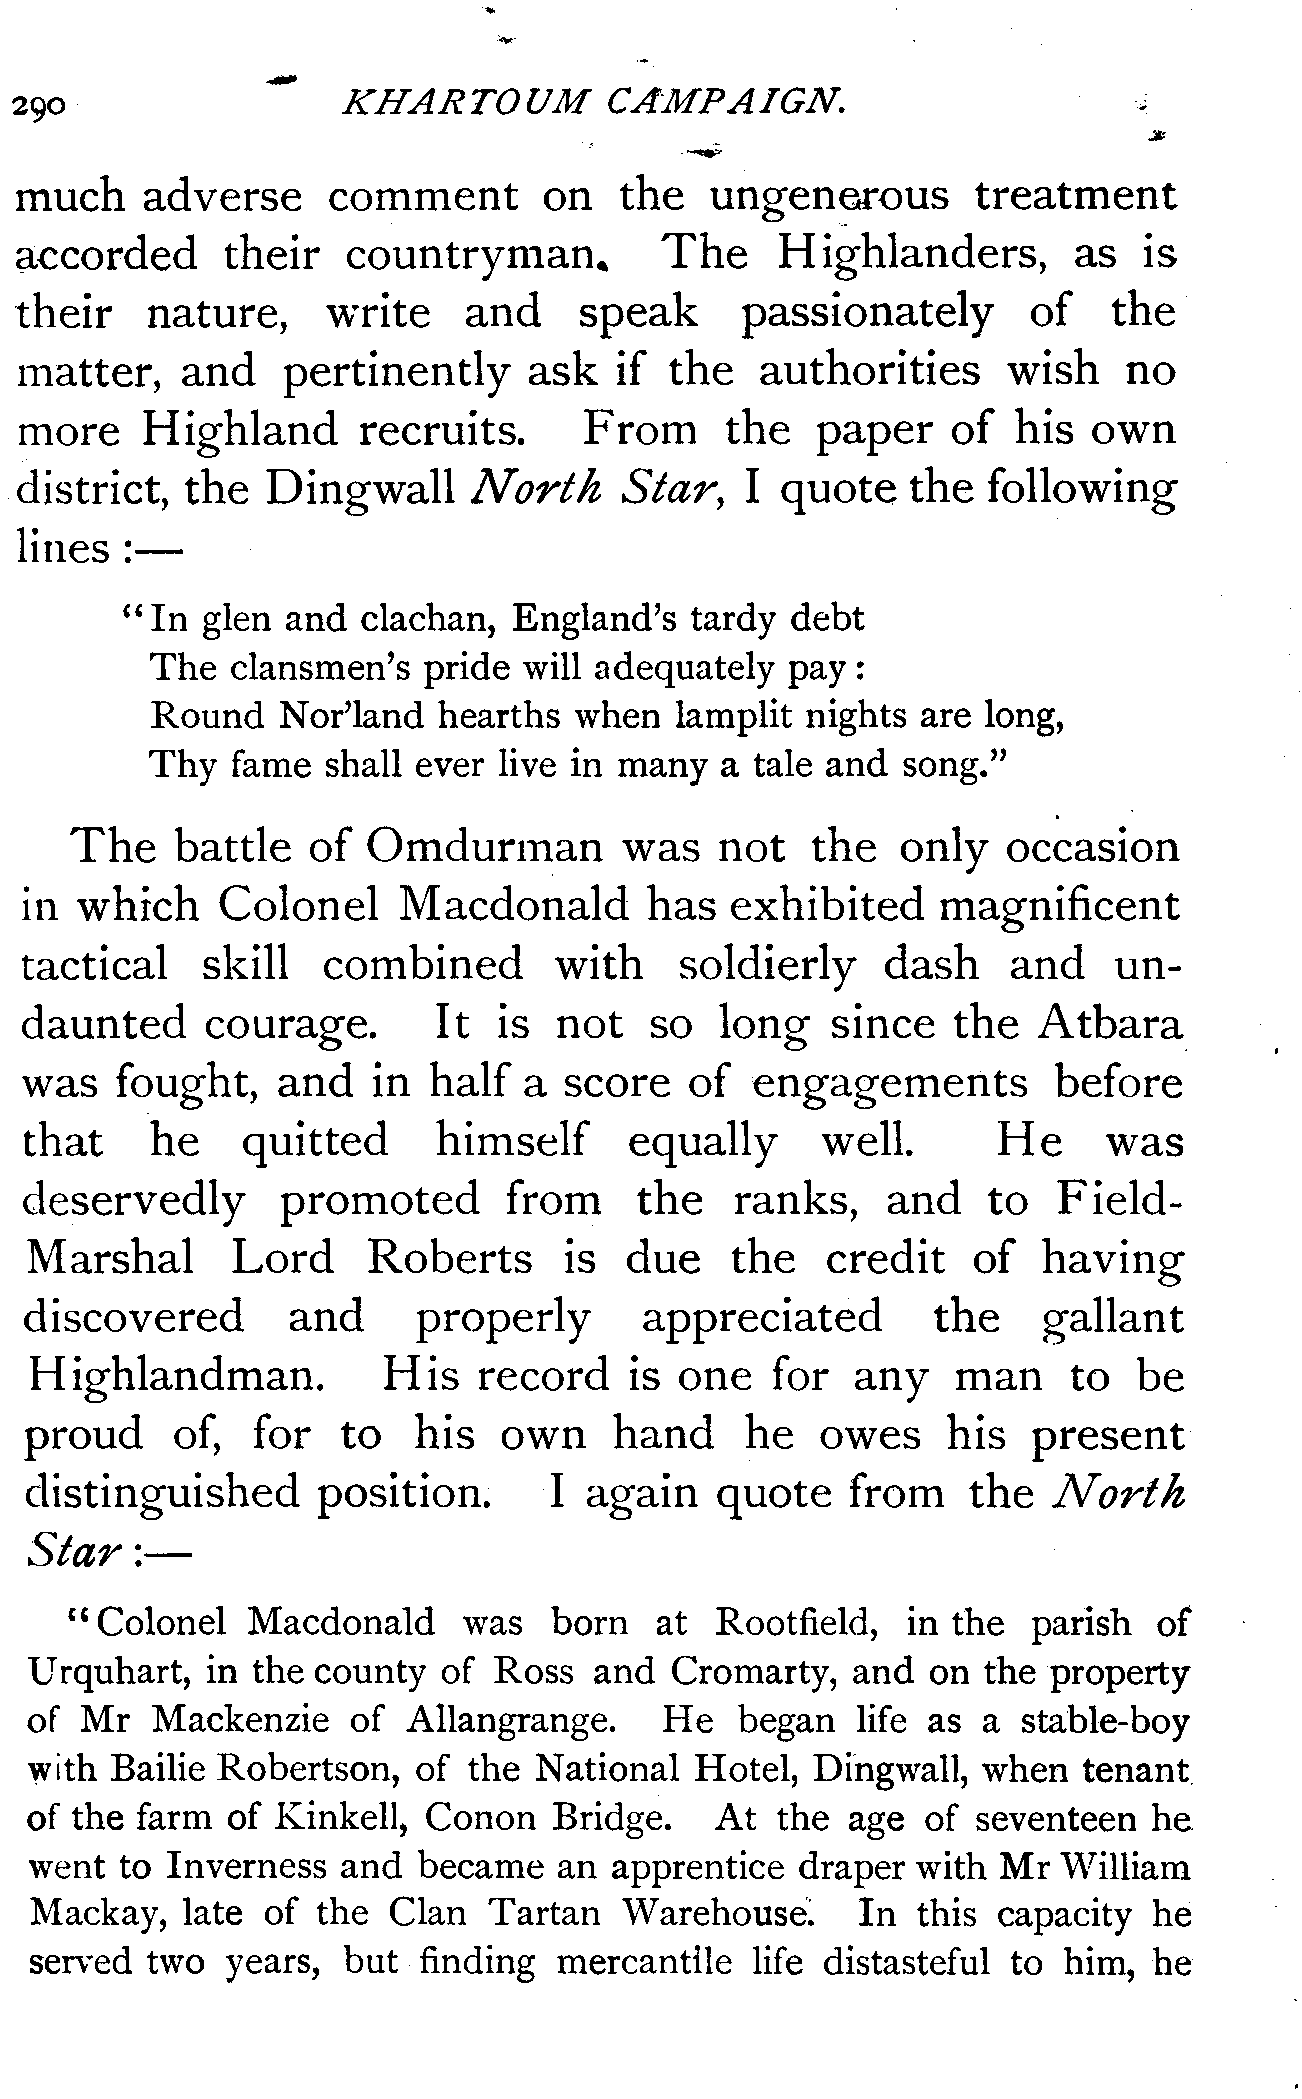 290 KHARTOUM CAMPAIGN.
much adverse comment on the ungenerous treatment
accorded their countryman. The Highlanders, as is
their nature, write and speak passionately of the
matter, and pertinently ask if the authorities wish no
more Highland recruits. From the paper of his own
district, the Dingwall North Star, I quote the following
lines :—
"In glen and clachan, England's tardy debt
The clansmen's pride will adequately pay :
Round Nor'land hearths when lamplit nights are long,
Thy fame shall ever live in many a tale and song."
The battle of Omdurman was not the only occasion
in which Colonel Macdonald has exhibited magnificent
tactical skill combined with soldierly dash and un-
daunted courage. It is not so long since the Atbara
was fought, and in half a score of engagements before
that he quitted himself equally well. He was
deservedly promoted from the ranks, and to Field-
Marshal Lord Roberts is due the credit of having
discovered and properly appreciated the gallant
Highlandman. His record is one for any man to be
proud of, for to his own hand he owes his present
distinguished position. I again quote from the North
Star :—
"Colonel Macdonald was born at Rootfield, in the parish of
Urquhart, in the county of Ross and Cromarty, and on the property
of Mr Mackenzie of Allangrange. He began life as a stable-boy
with Bailie Robertson, of the National Hotel, Dingwall, when tenant
of the farm of Kinkell, Conon Bridge. At the age of seventeen he
went to Inverness and became an apprentice draper with Mr William
Mackay, late of the Clan Tartan Warehouse. In this capacity he
served two years, but finding mercantile life distasteful to him, he